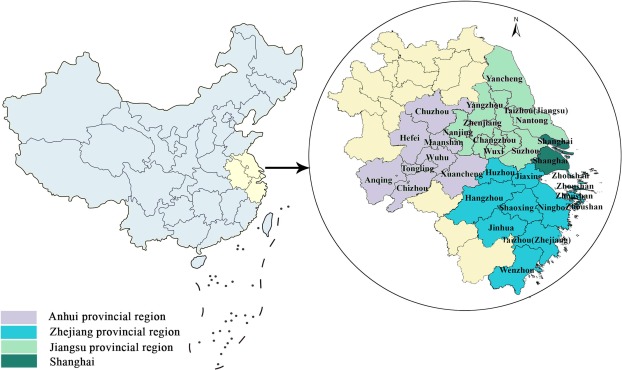 N
Yancheng
Yangzhou
Taizhou(Jiangsu)
Chuzhou
Zhenjiang
Nantong
Nanjing
Hefei
Maanshan
Changzhou
Shanghai
Wuxi
Suzhou
Wuhu
Shanghai
Tongling
Xuancheng
Huzhou
Jiaxing
Zhoushan
Anqing
Chizhou
Zhoushan
Hangzhou
Zhoushan
Shaoxing
Ningbo
Zhoushan
Jinhua
Taizhou(Zhejiang)
Wenzhou
Anhui provincial region
Zhejiang provincial region
Jiangsu provincial region
Shanghai